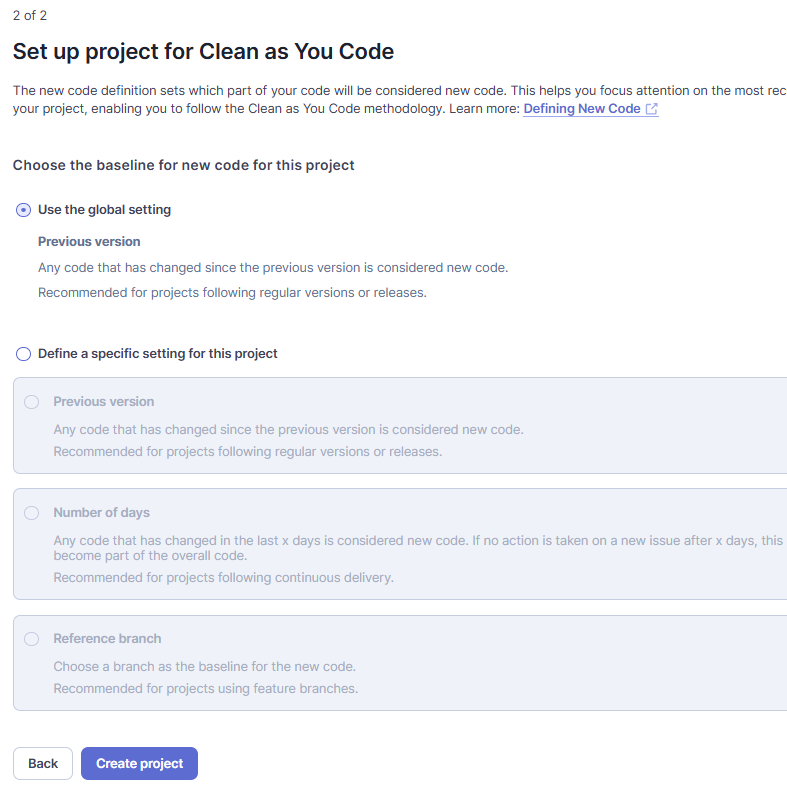 2 of 2
Set up project for Clean as You Code
The new code definition sets which part of your code will be considered new code. This helps you focus attention on the most rec
your project, enabling you to follow the Clean as You Code methodology. Learn more: Defining New Code
Choose the baseline for new code for this project
Use the global setting
Previous version
Any code that has changed since the previous version is considered new code.
Recommended for projects following regular versions or releases.
Define a specific setting for this project
Previous version
Any code that has changed since the previous version is considered new code.
Recommended for projects following regular versions or releases.
Number of days
Any code that has changed in the last x days is considered new code. If no action is taken on a new issue after x days, this
become part of the overall code.
Recommended for projects following continuous delivery.
Reference branch
Choose a branch as the baseline for the new code.
Recommended for projects using feature branches.
Back
Create project